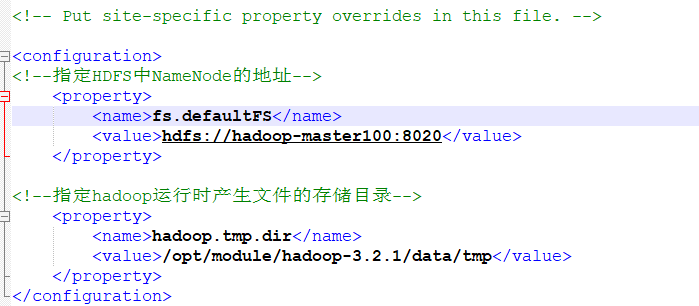 <!-- Put site-specific property overrides in this file. -->
<configuration>
<!--指定HDFS中NameNode的地址-->
<property>
<name>fs.defaultFS</name>
<value>hdfs://hadoop-master100:8020</value>
</property>
<!--指定hadoop运行时产生文件的存储目录-->
<property>
<name>hadoop.tmp.dir</name>
<value>/opt/module/hadoop-3.2.1/data/tmp</value>
</property>
</configuration>